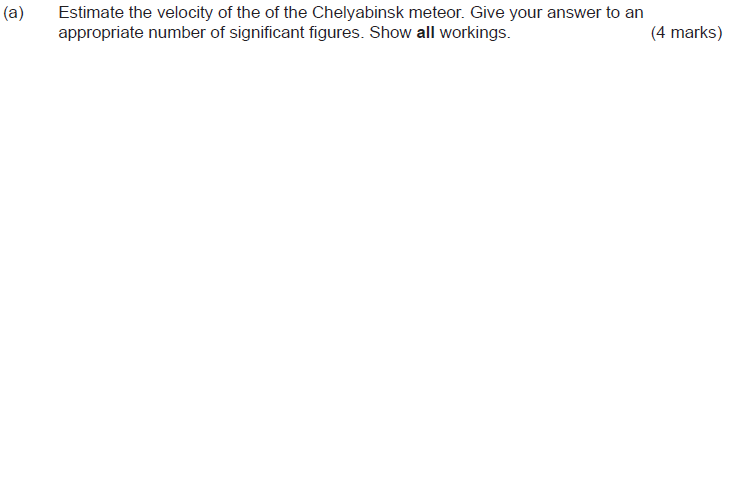 (a) Estimate the velocity of the of the Chelyabinsk meteor. Give your answer to an
appropriate number of significant figures. Show all workings. (4 marks)